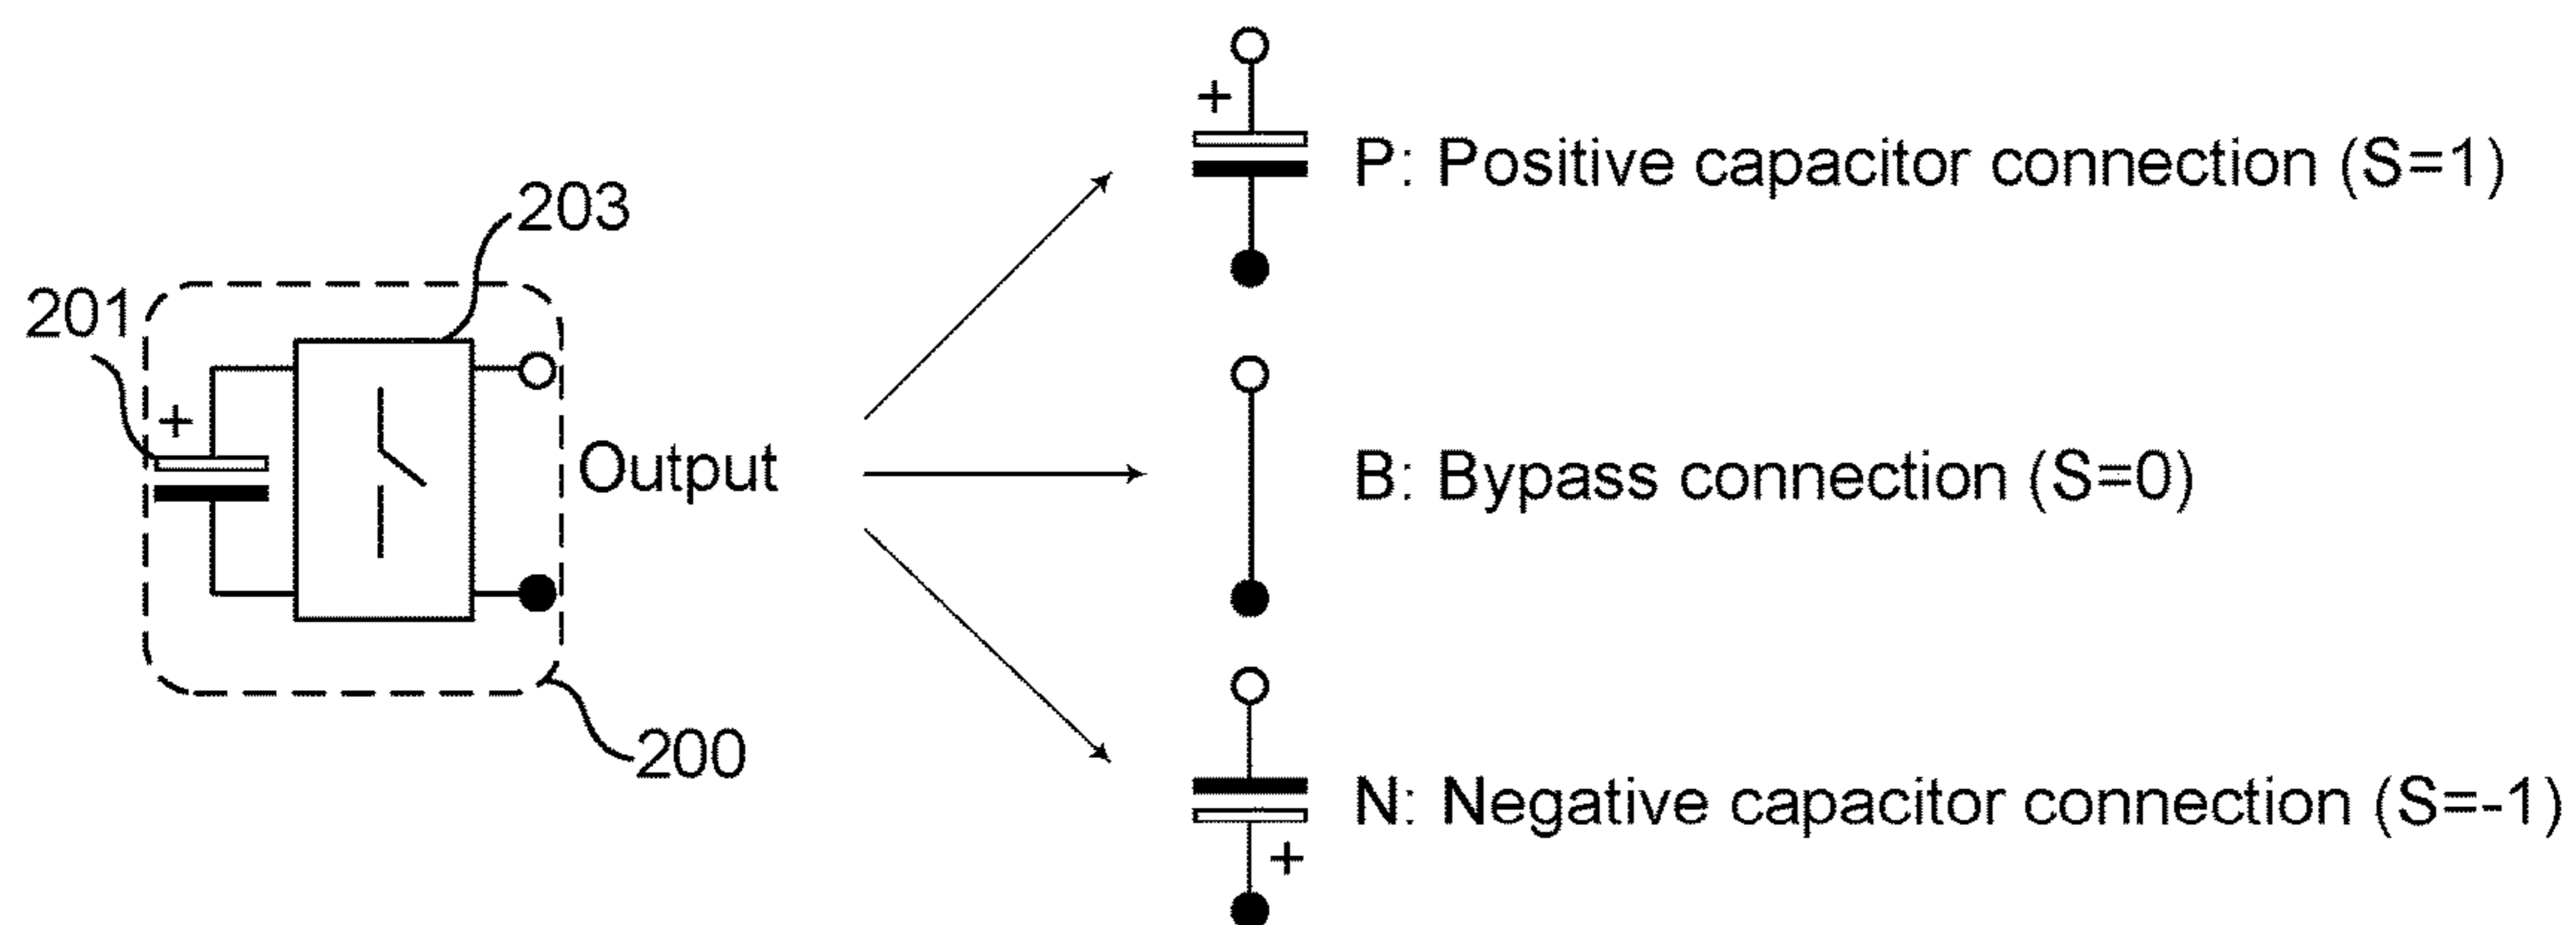 203
201
+
Output
200
+
P: Positive capacitor connection (S=1)
B: Bypass connection (S=0)
N: Negative capacitor connection (S=-1)
+